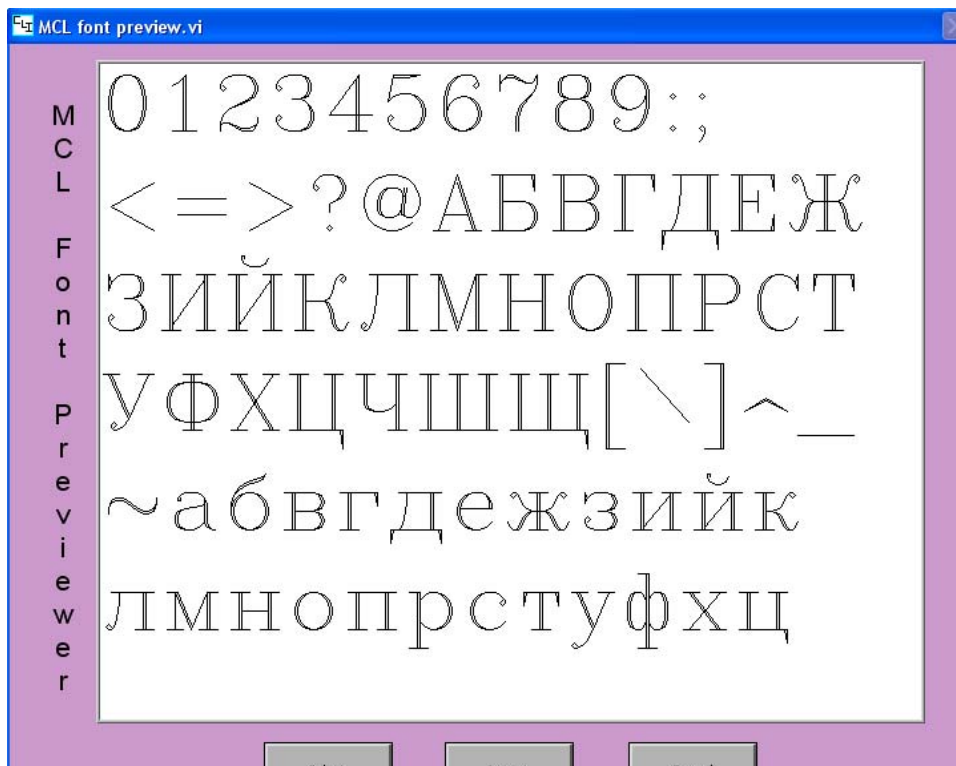 MCL font preview.vi
MCL Font Previewer
0123456789:;
<=>?@АБВГДЕЖ
ЗИЙКЛМНОПРСТ
УФХЦЧШЩ[\]^_
~абвгдежзийк
лмнопрстуфхц